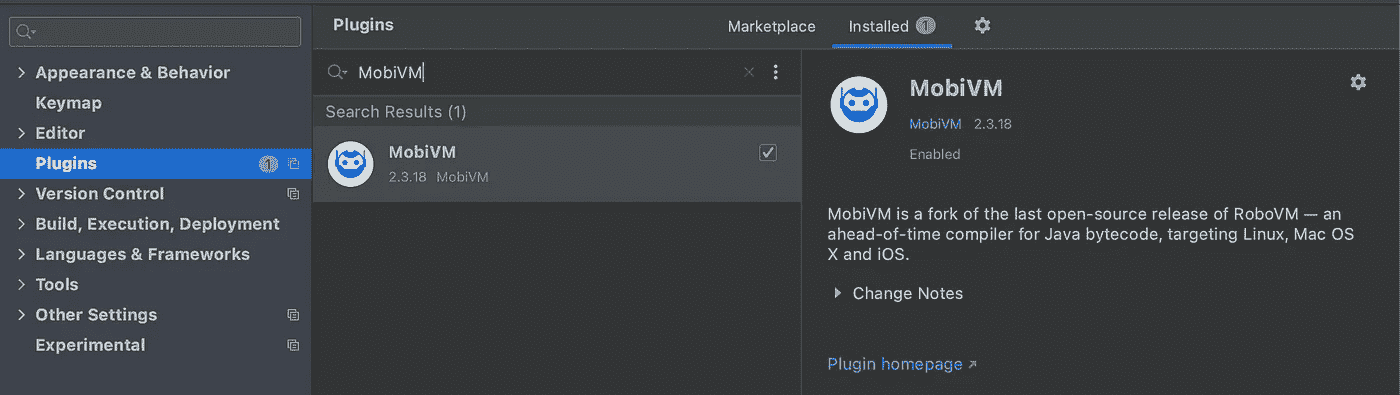 Appearance & Behavior
Keymap
Editor
Plugins 1
Version Control
Build, Execution, Deployment
Languages & Frameworks
Tools
Other Settings
Experimental
Plugins
Marketplace
Installed 1
MobiVM
Search Results (1)
MobiVM
2.3.18 MobiVM
MobiVM
MobiVM 2.3.18
Enabled
MobiVM is a fork of the last open-source release of RoboVM — an
ahead-of-time compiler for Java bytecode, targeting Linux, Mac OS
X and iOS.
Change Notes
Plugin homepage ↗